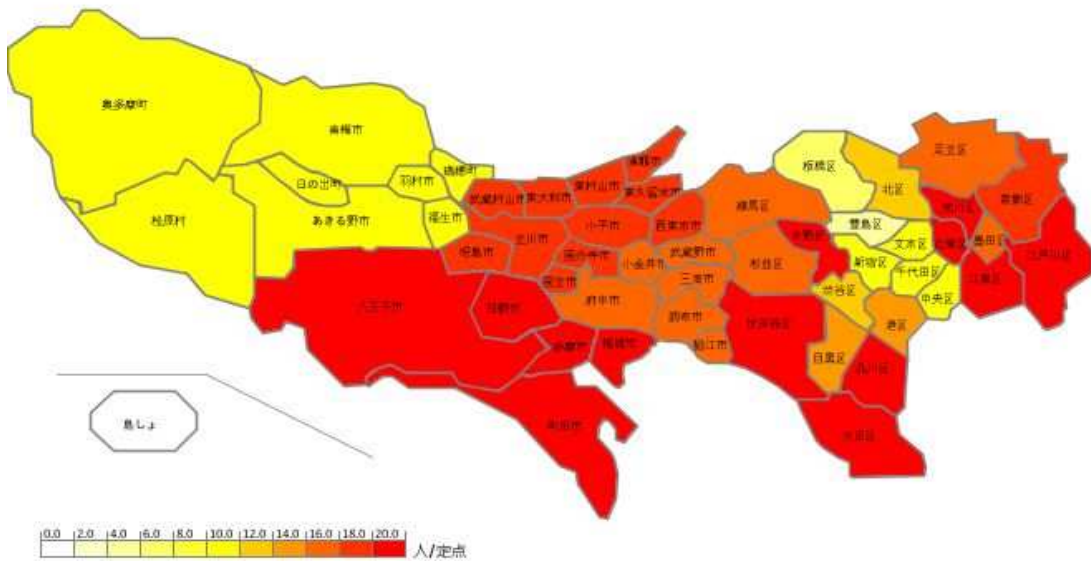 奥多摩町
青梅市
瑞穂町
羽村市
日の出町
桧原村
あきる野市
福生市
武蔵村山市
東大和市
東村山市
清瀬市
東久留米市
昭島市
立川市
小平市
西東京市
国分寺市
小金井市
武蔵野市
国立市
府中市
三鷹市
調布市
狛江市
八王子市
日野市
多摩市
稲城市
町田市
練馬区
板橋区
北区
足立区
葛飾区
荒川区
豊島区
文京区
台東区
墨田区
江戸川区
中野区
新宿区
千代田区
杉並区
渋谷区
中央区
江東区
世田谷区
港区
目黒区
品川区
大田区
島しょ
0.0 2.0 4.0 6.0 8.0 10.0 12.0 14.0 16.0 18.0 20.0
人/定点